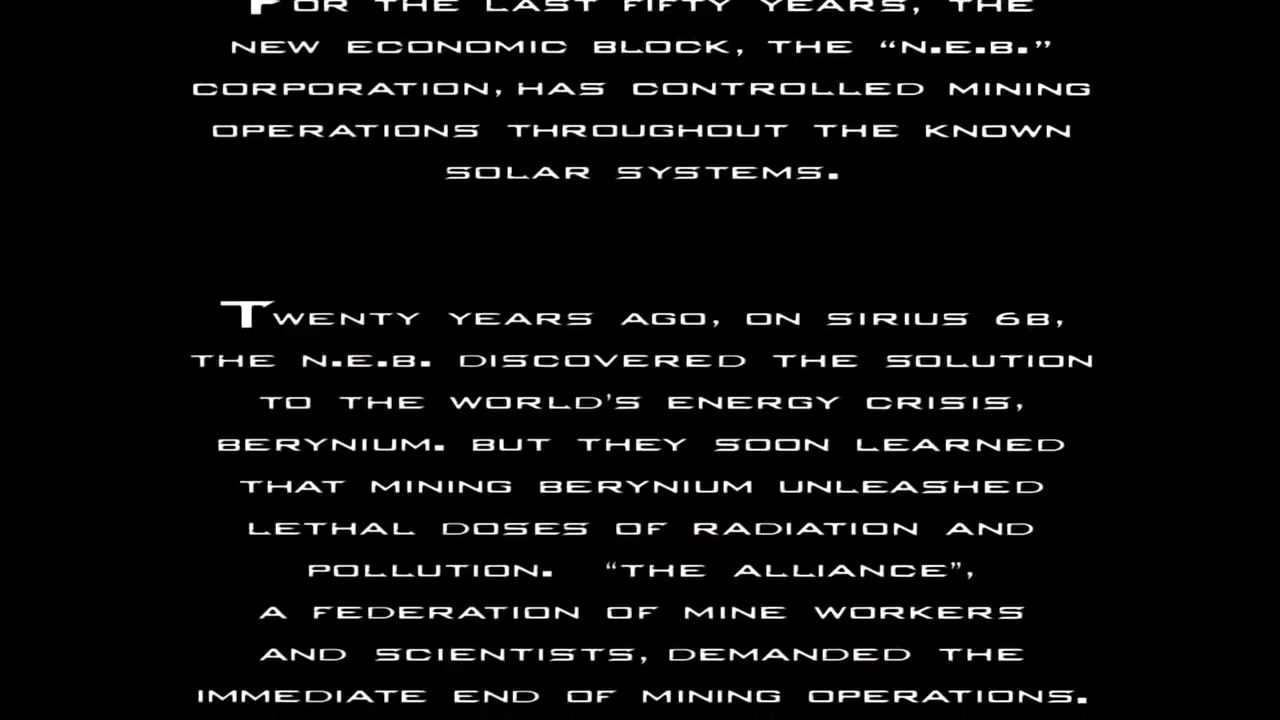 FOR THE LAST FIFTY YEARS, THE
NEW ECONOMIC BLOCK, THE “N.E.B.”
CORPORATION, HAS CONTROLLED MINING
OPERATIONS THROUGHOUT THE KNOWN
SOLAR SYSTEMS.
TWENTY YEARS AGO, ON SIRIUS 6B,
THE N.E.B. DISCOVERED THE SOLUTION
TO THE WORLD'S ENERGY CRISIS,
BERYNIUM. BUT THEY SOON LEARNED
THAT MINING BERYNIUM UNLEASHED
LETHAL DOSES OF RADIATION AND
POLLUTION. “THE ALLIANCE”,
A FEDERATION OF MINE WORKERS
AND SCIENTISTS, DEMANDED THE
IMMEDIATE END OF MINING OPERATIONS.